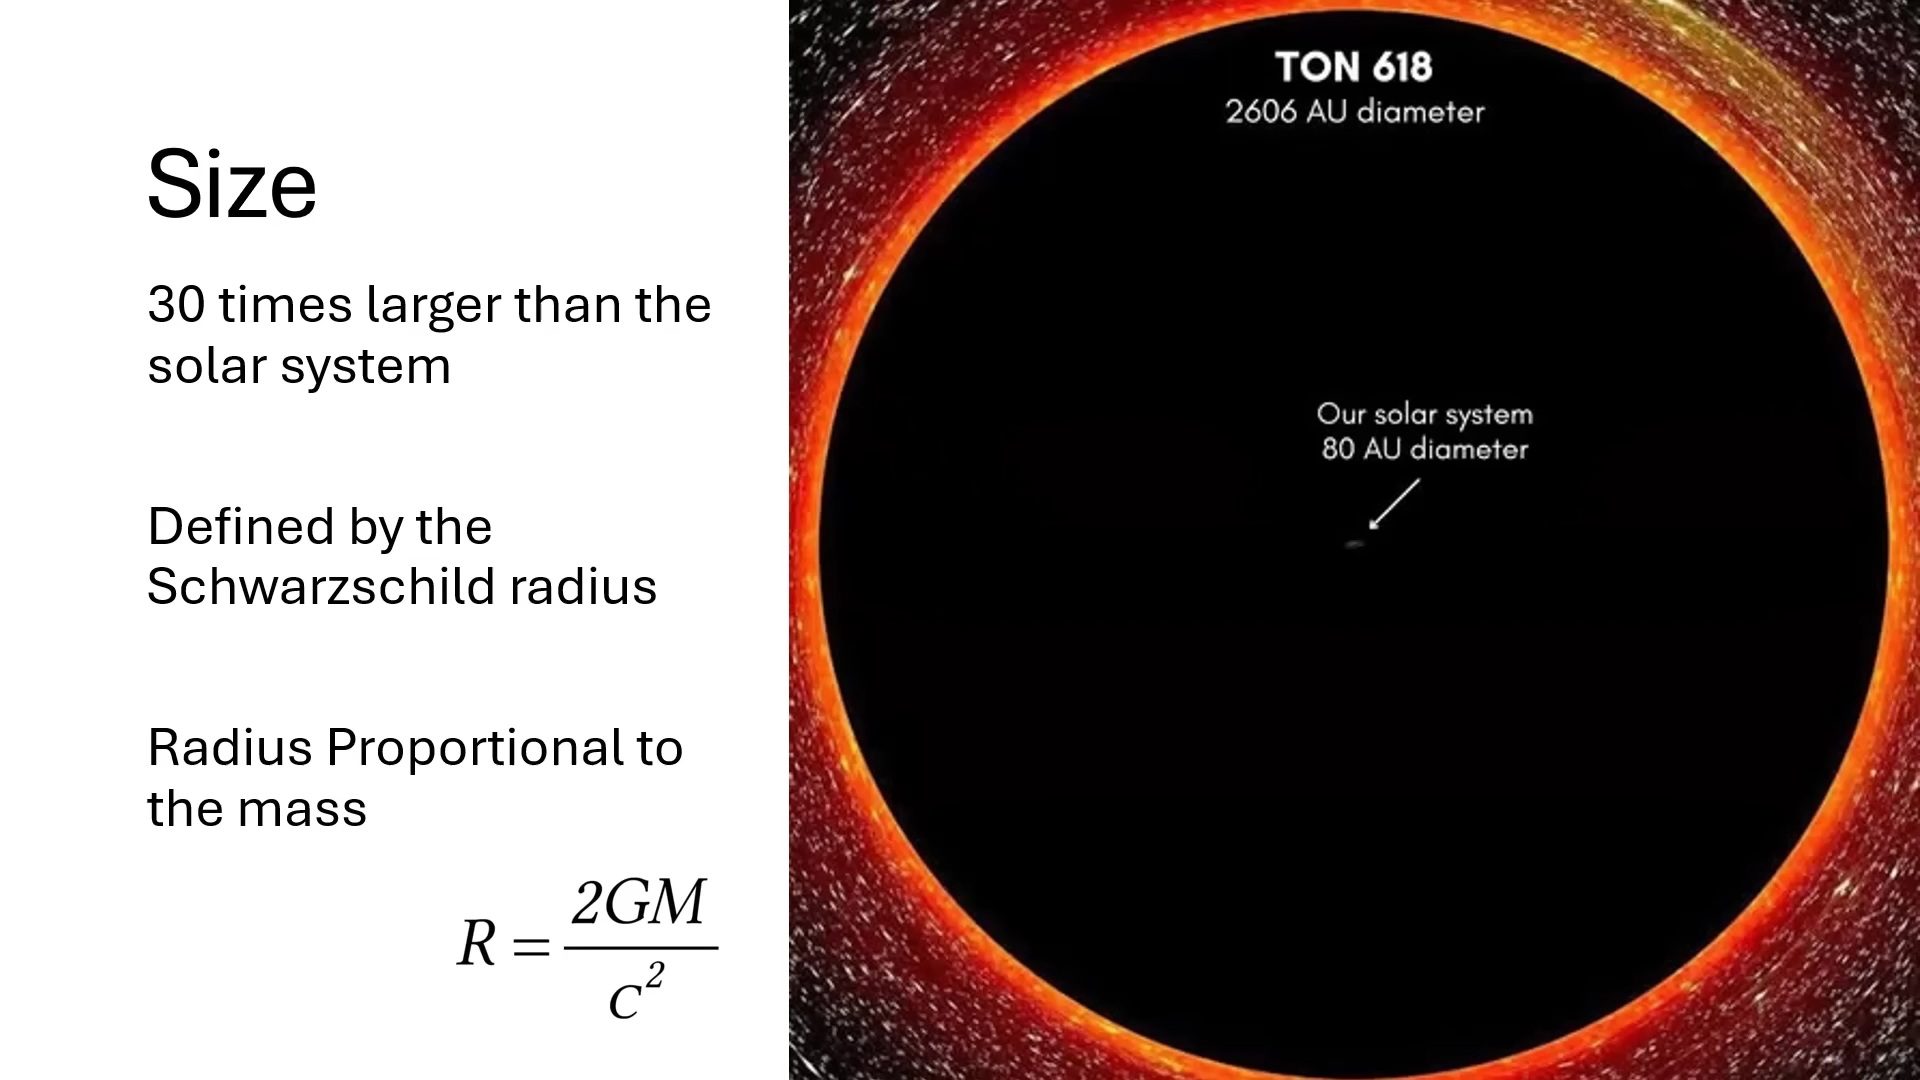 Size
30 times larger than the
solar system
Defined by the
Schwarzschild radius
Radius Proportional to
the mass
R = 2GM / c²
TON 618
2606 AU diameter
Our solar system
80 AU diameter